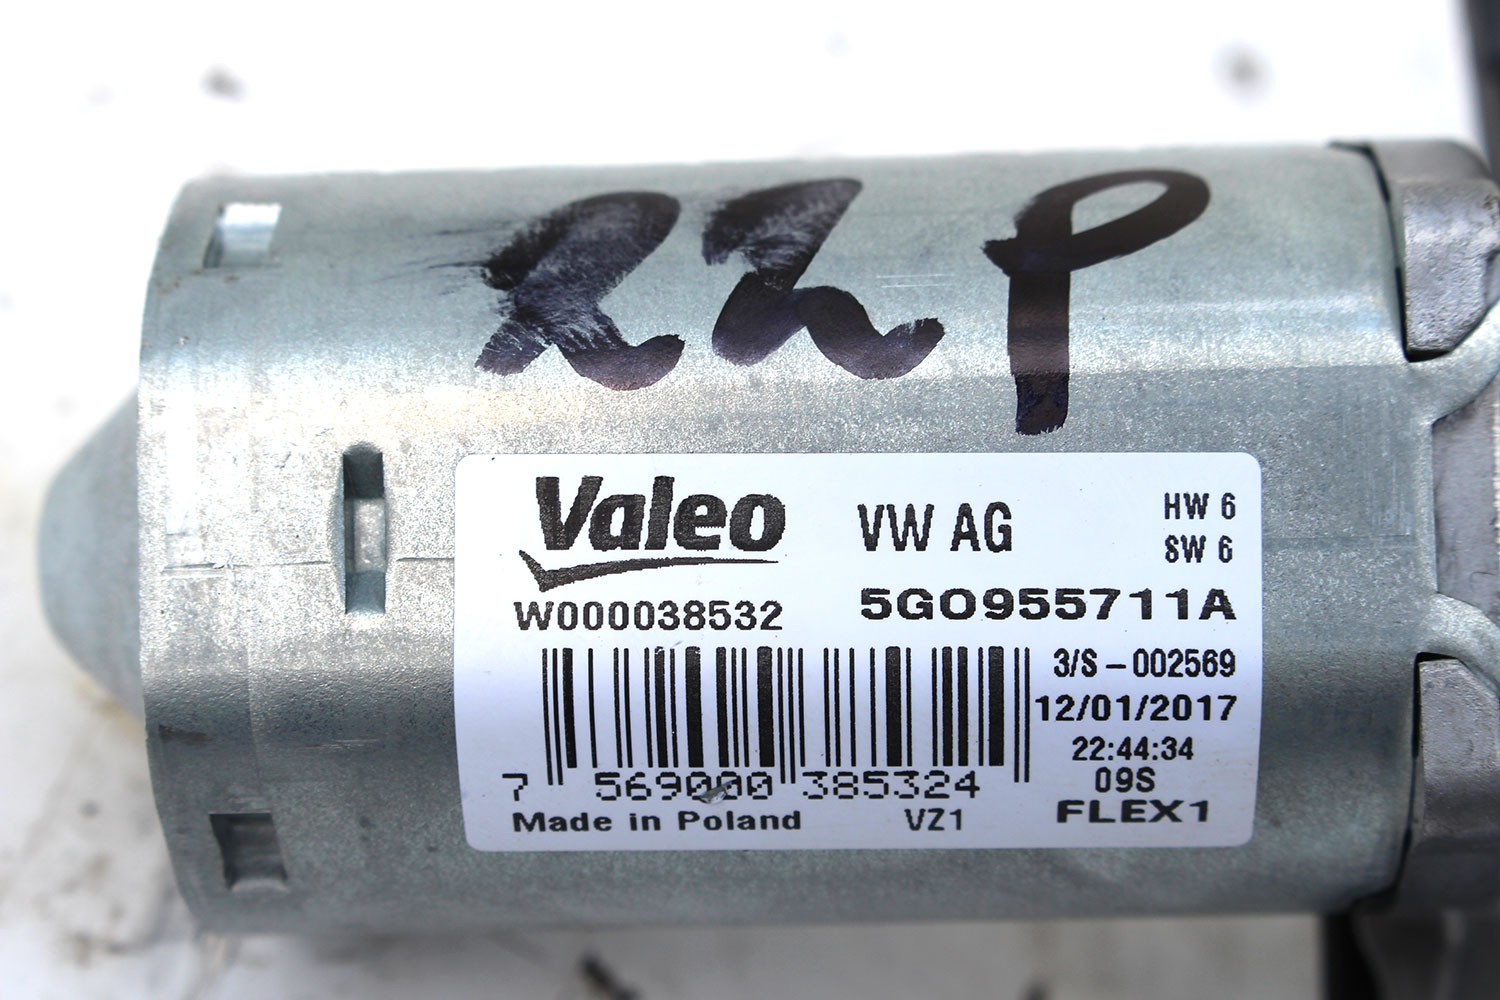 22P
Valeo
VW AG
HW 6
SW 6
W000038532
5G0955711A
3/S - 002569
12/01/2017
22:44:34
09S
7 569000 385324
Made in Poland
VZ1
FLEX1